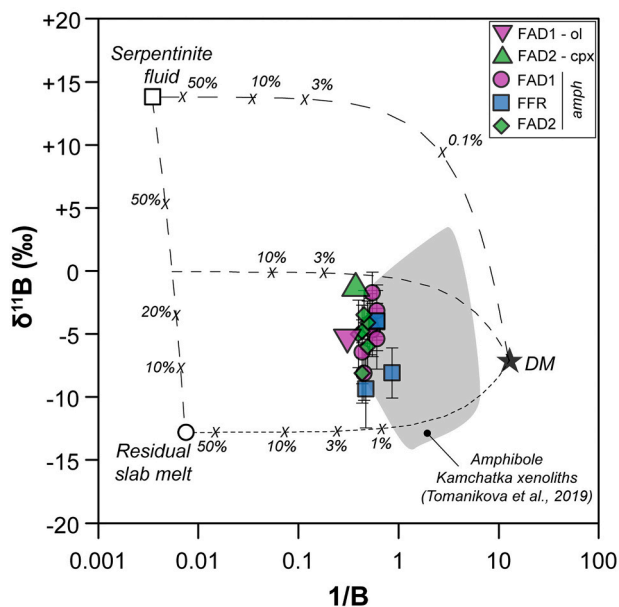 +20
FAD1 - ol
FAD2 - cpx
FAD1
FFR
FAD2
amph
Serpentinite
fluid
+15
50%
10%
3%
+10
0.1%
50%
+5
10%
3%
0
20%
-5
DM
10%
-10
Residual
slab melt
50%
10%
3%
1%
-15
Amphibole
Kamchatka xenoliths
(Tomanikova et al., 2019)
-20
δ¹¹B (‰)
0.001
0.01
0.1
1
10
100
1/B